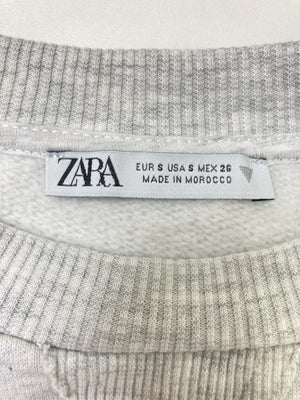 ZARA
EUR S USA S MEX 26
MADE IN MOROCCO